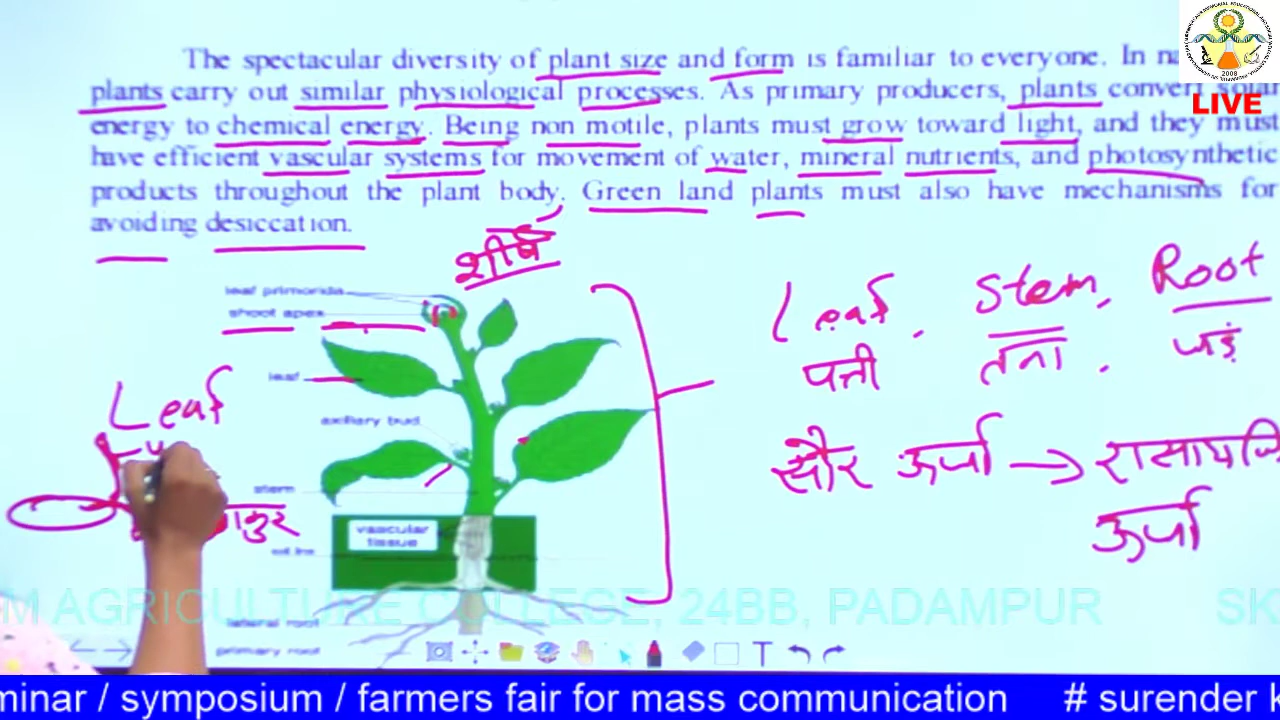 The spectacular diversity of plant size and form is familiar to everyone. In
plants carry out similar physiological processes. As primary producers, plants convert solar
energy to chemical energy. Being non motile, plants must grow toward light, and they must
have efficient vascular systems for movement of water, mineral nutrients, and photosynthetic
products throughout the plant body. Green land plants must also have mechanisms for
avoiding desiccation.
2008
LIVE
शीर्ष
leaf primorida
shoot apex
leaf
axillary bud
stem
vascular
tissue
soil line
lateral root
primary root
Leaf
Leaf, Stem, Root
पत्ती तना, जड़
सौर ऊर्जा → 
ऊर्जा
M AGRICULTURE COLLEGE, 24BB, PADAMPUR SK
minar / symposium / farmers fair for mass communication # surender k